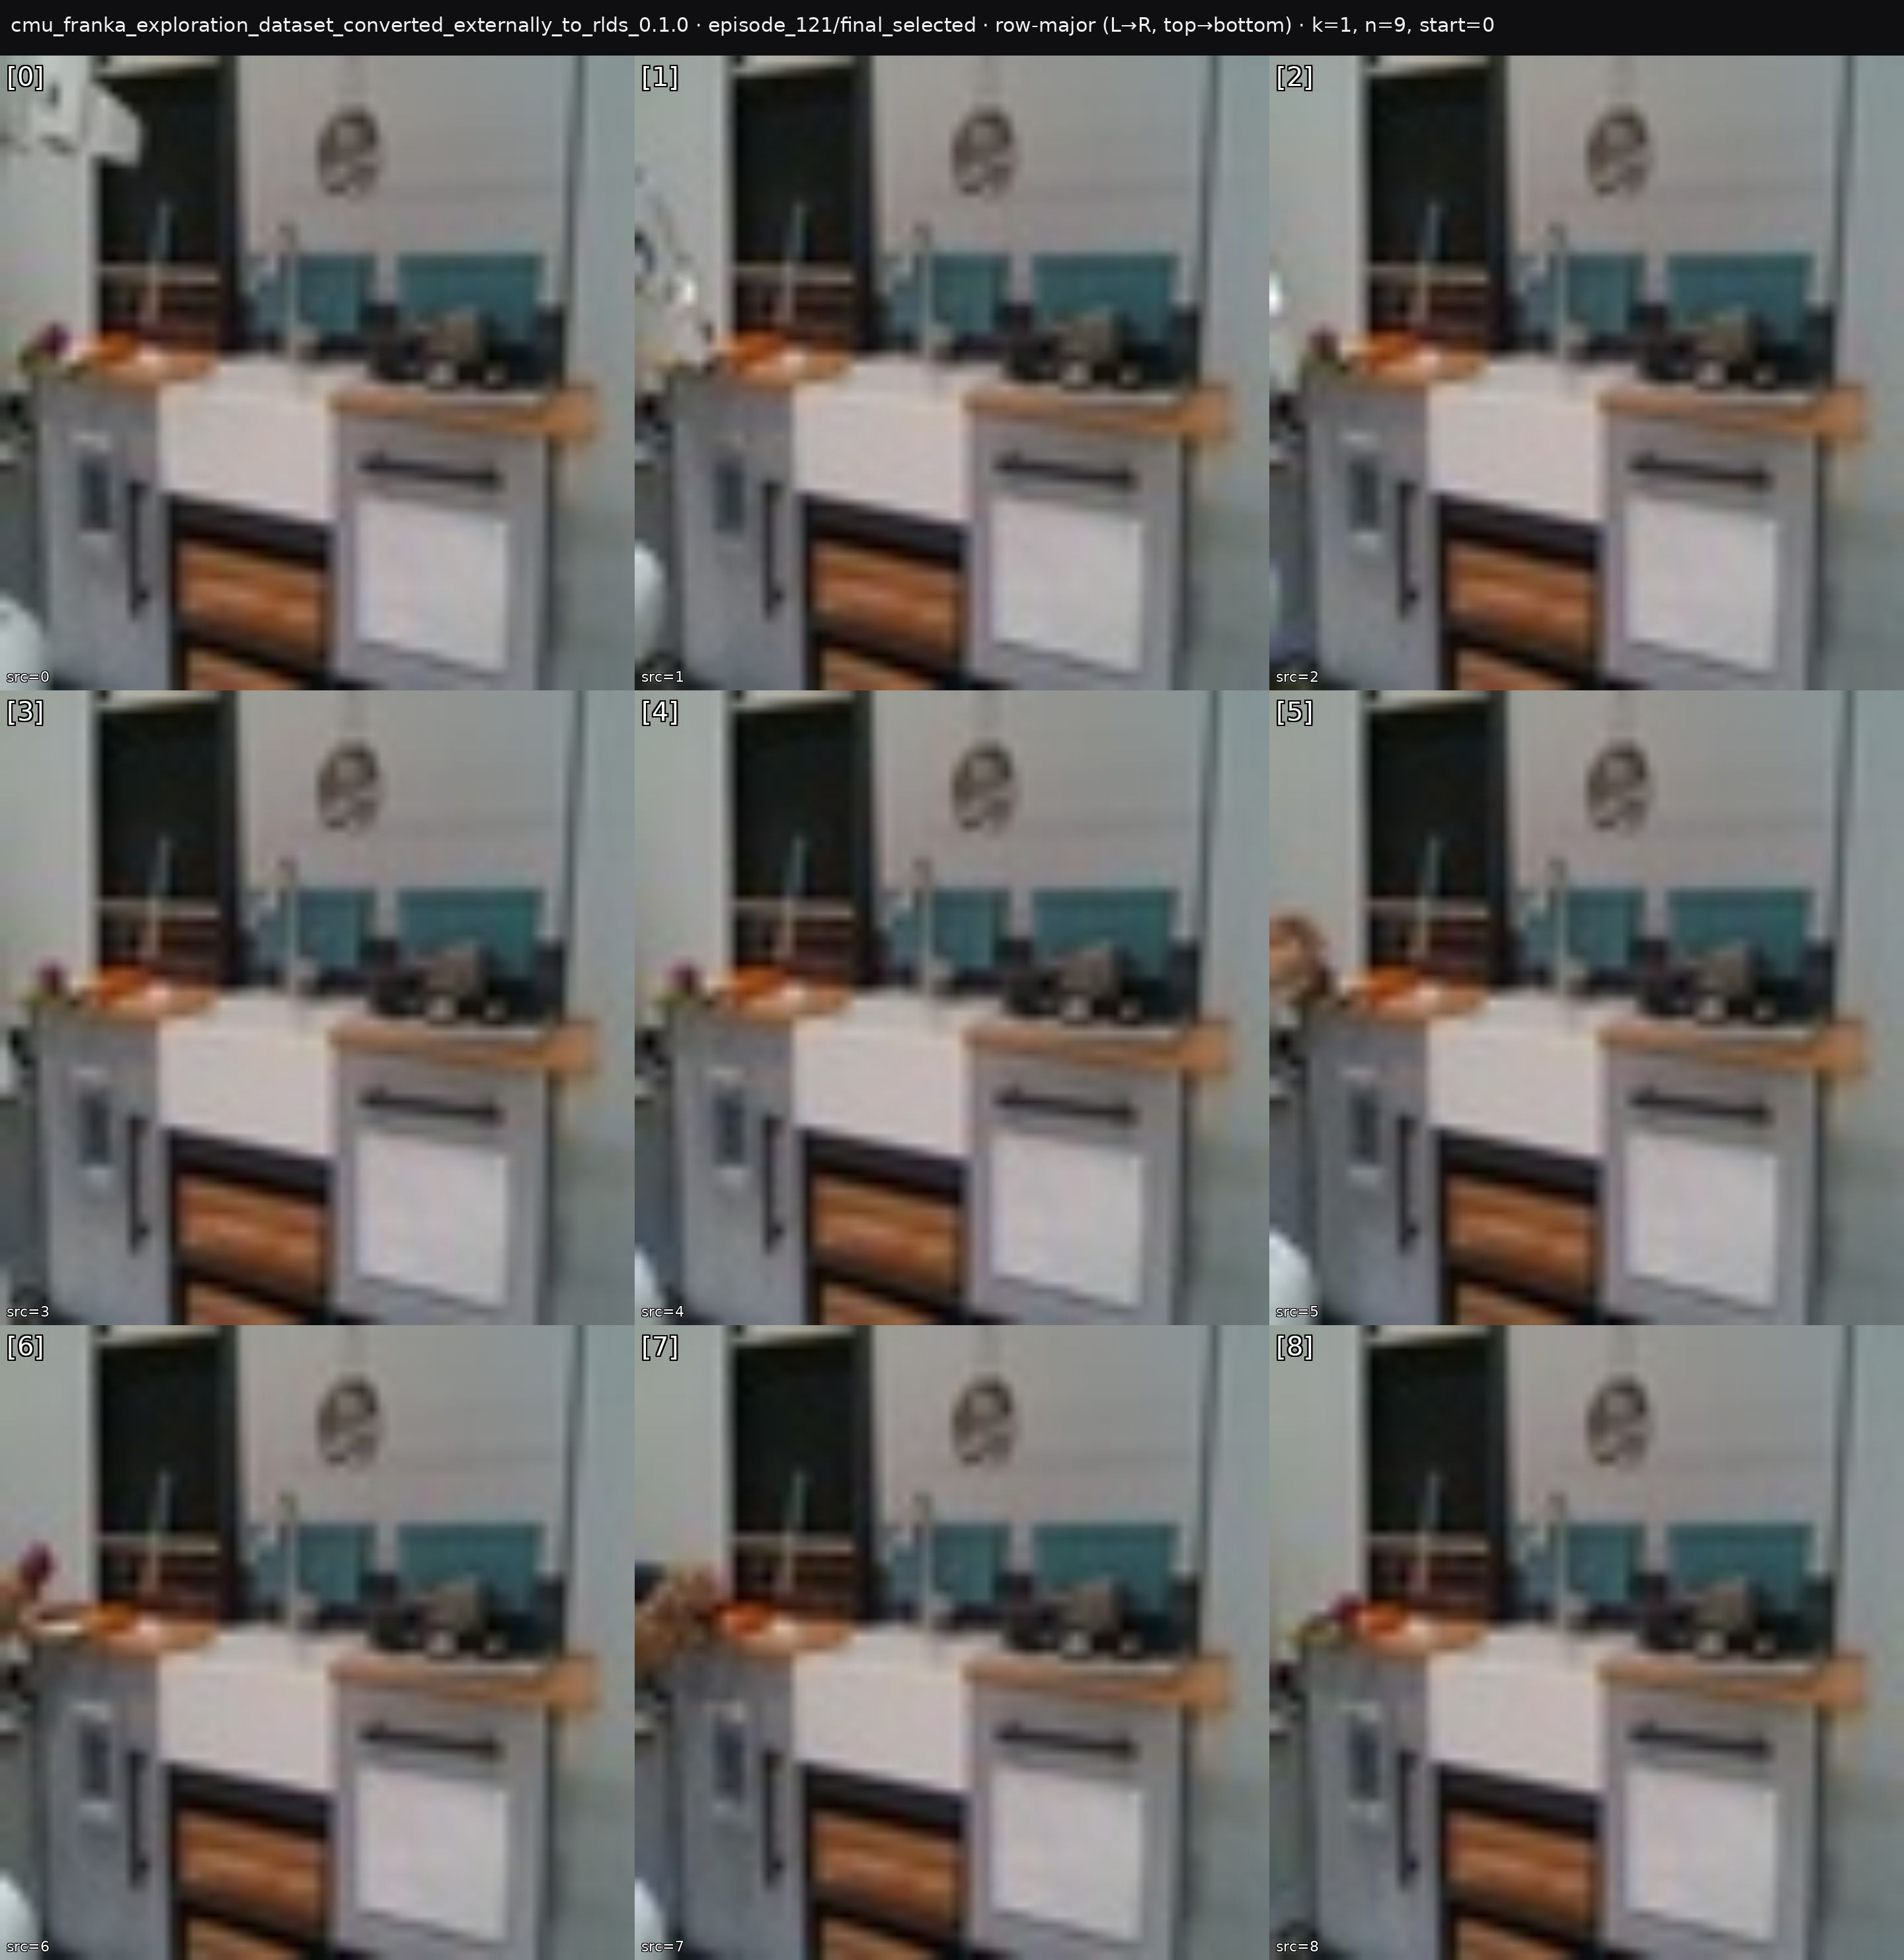 cmu_franka_exploration_dataset_converted_externally_to_rlds_0.1.0 · episode_121/final_selected · row-major (L→R, top→bottom) · k=1, n=9, start=0
[0]
[1]
[2]
src=0
src=1
src=2
[3]
[4]
[5]
src=3
src=4
src=5
[6]
[7]
[8]
src=6
src=7
src=8